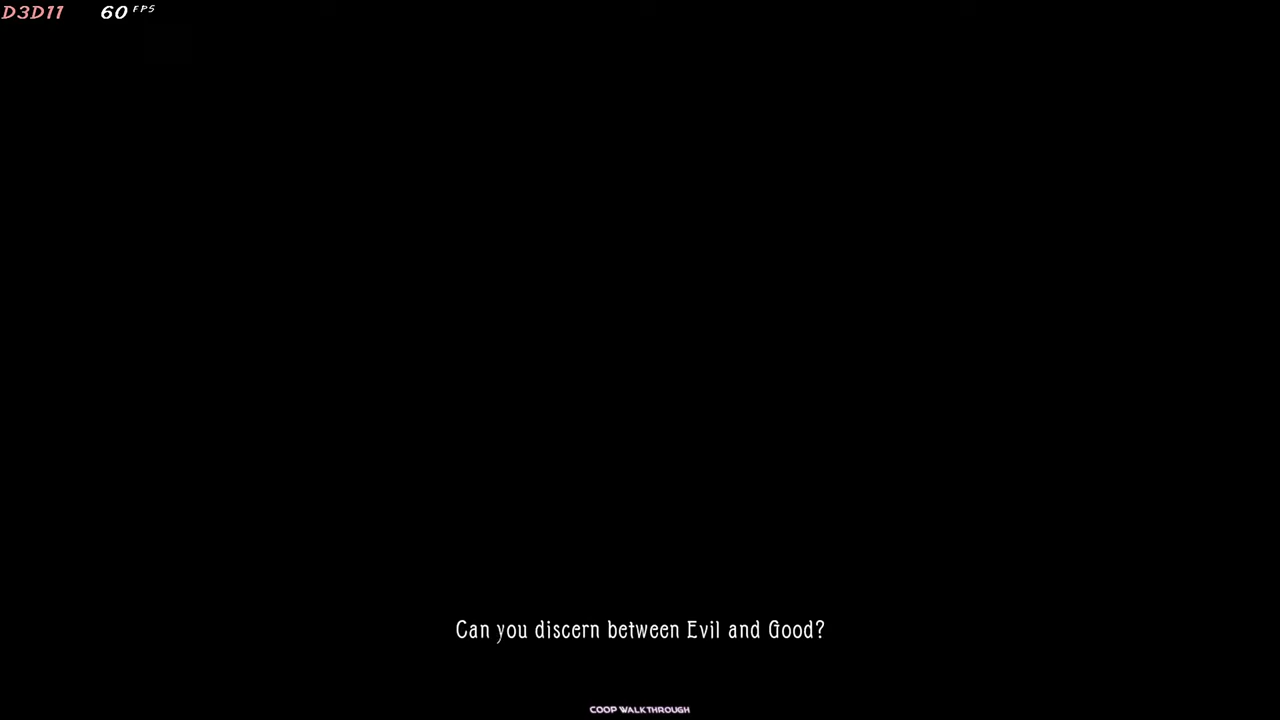 D3D11 60 FPS
Can you discern between Evil and Good?
COOP WALKTHROUGH